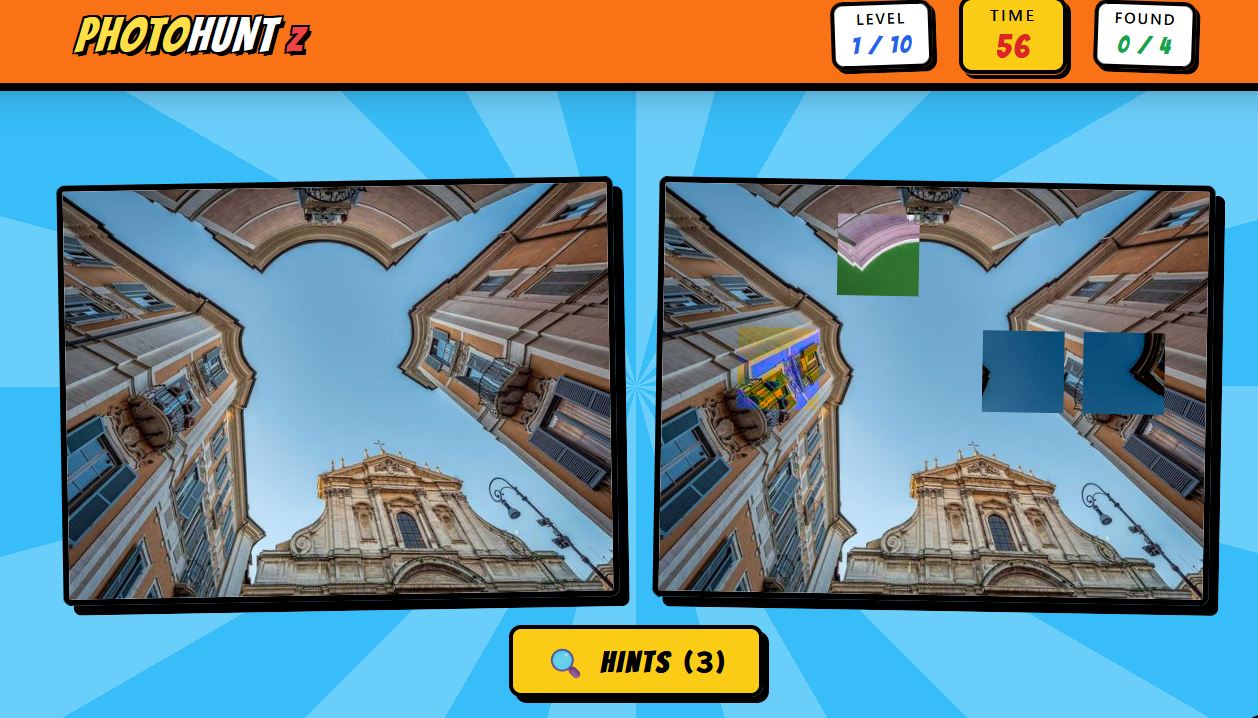 PHOTOHUNT Z
LEVEL
1 / 10
TIME
56
FOUND
0 / 4
HINTS (3)